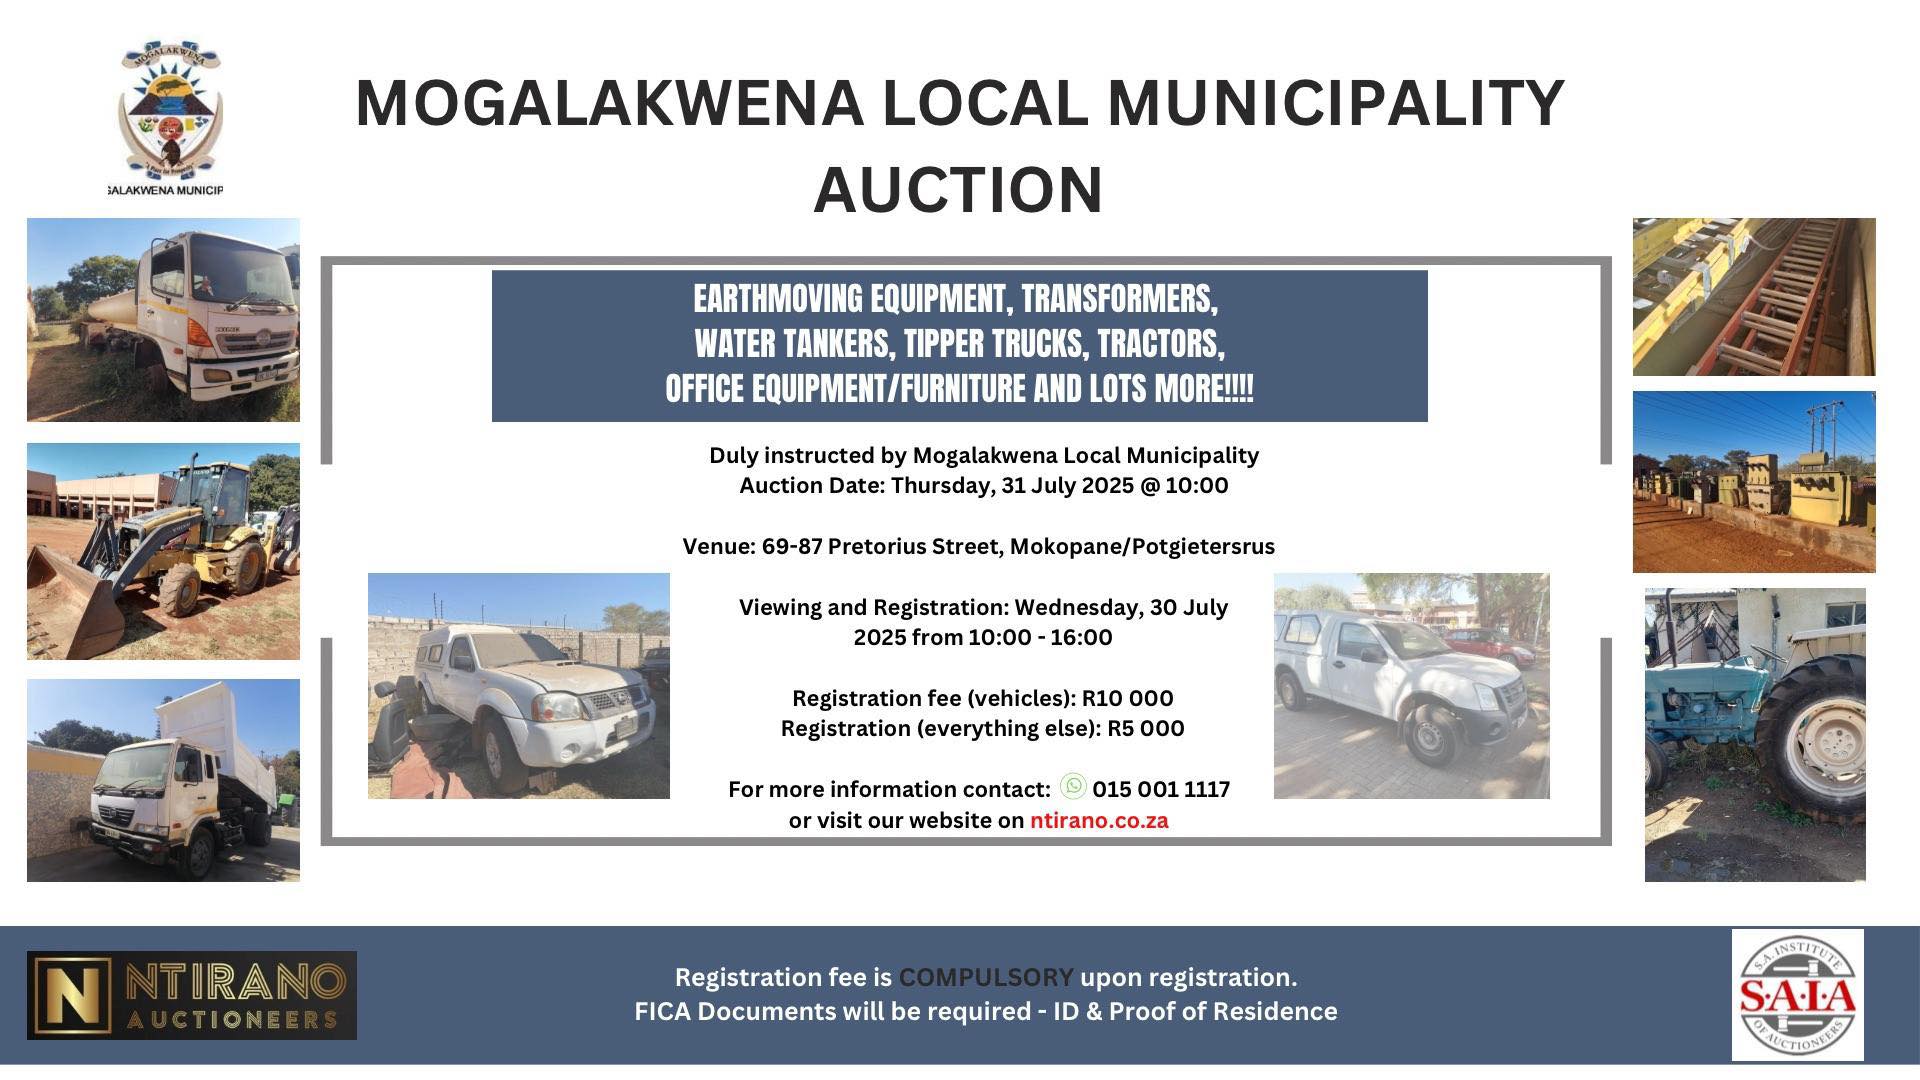 MOGALAKWENA
GALAKWENA MUNICIP
MOGALAKWENA LOCAL MUNICIPALITY
AUCTION
EARTHMOVING EQUIPMENT, TRANSFORMERS,
WATER TANKERS, TIPPER TRUCKS, TRACTORS,
OFFICE EQUIPMENT/FURNITURE AND LOTS MORE!!!!
Duly instructed by Mogalakwena Local Municipality
Auction Date: Thursday, 31 July 2025 @ 10:00
Venue: 69-87 Pretorius Street, Mokopane/Potgietersrus
Viewing and Registration: Wednesday, 30 July
2025 from 10:00 - 16:00
Registration fee (vehicles): R10 000
Registration (everything else): R5 000
For more information contact: 015 001 1117
or visit our website on ntirano.co.za
N NTIRANO
AUCTIONEERS
Registration fee is COMPULSORY upon registration.
FICA Documents will be required - ID & Proof of Residence
S.A. INSTITUTE
S·A·I·A
OF AUCTIONEERS